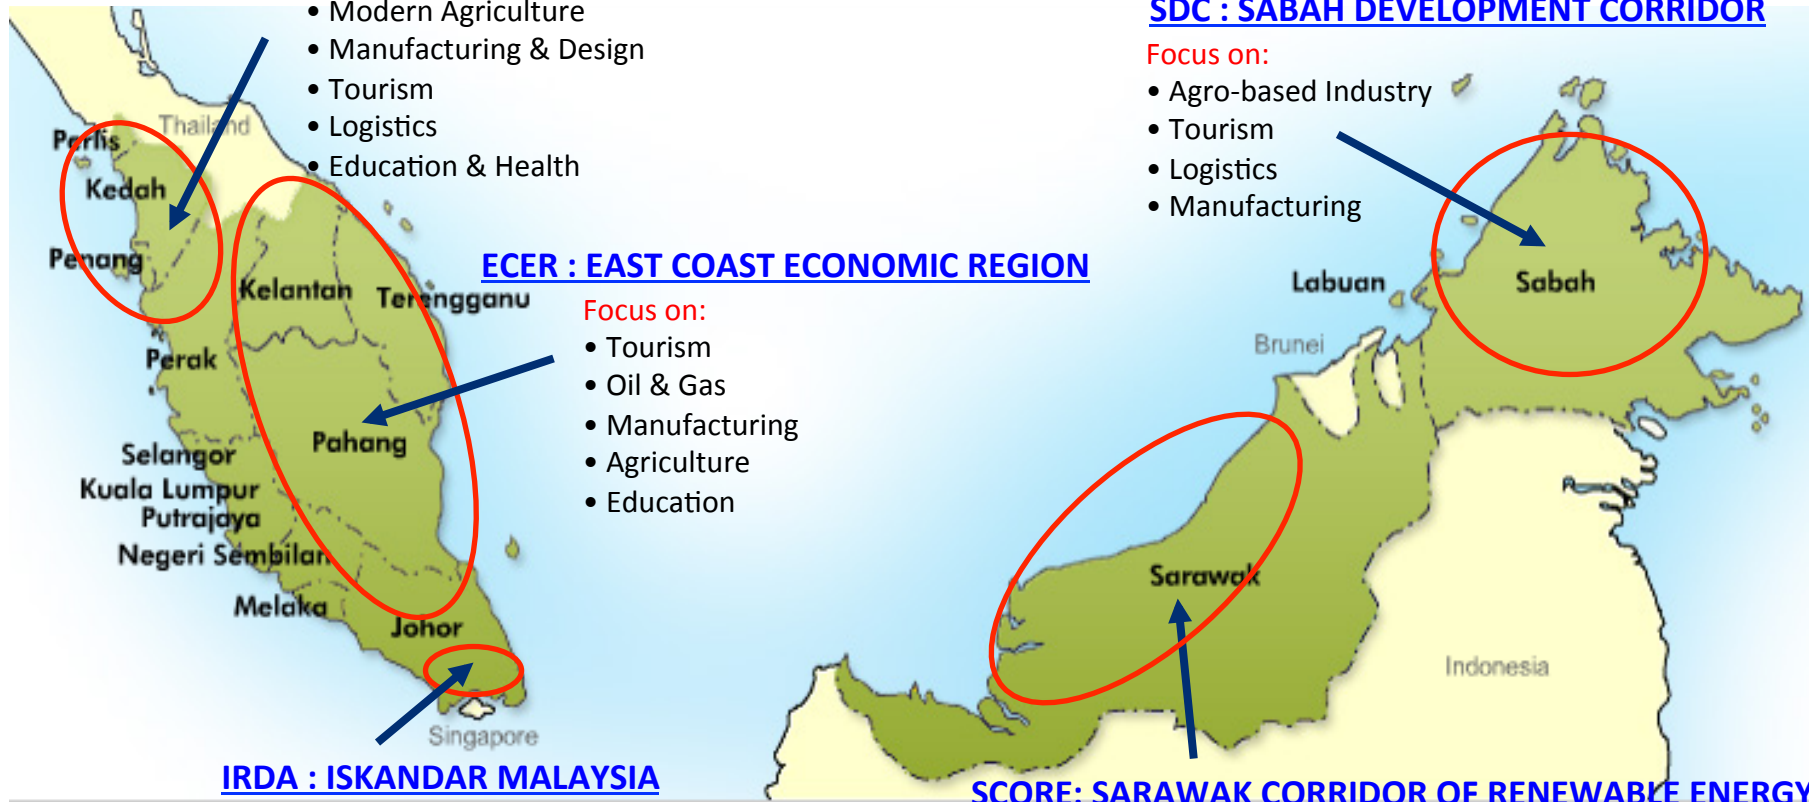 • Modern Agriculture
• Manufacturing & Design
• Tourism
• Logistics
• Education & Health
SDC : SABAH DEVELOPMENT CORRIDOR
Focus on:
• Agro-based Industry
• Tourism
• Logistics
• Manufacturing
Thailand
Perlis
Kedah
Penang
Kelantan
Terengganu
Perak
Pahang
Selangor
Kuala Lumpur
Putrajaya
Negeri Sembilan
Melaka
Johor
Singapore
ECER : EAST COAST ECONOMIC REGION
Focus on:
• Tourism
• Oil & Gas
• Manufacturing
• Agriculture
• Education
Labuan
Sabah
Brunei
Sarawak
Indonesia
IRDA : ISKANDAR MALAYSIA
SCORE: SARAWAK CORRIDOR OF RENEWABLE ENERGY